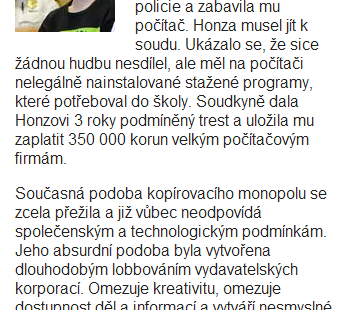 policie a zabavila mu
počítač. Honza musel jít k
soudu. Ukázalo se, že sice
žádnou hudbu nesdílel, ale měl na počítači
nelegálně nainstalované stažené programy,
které potřeboval do školy. Soudkyně dala
Honzovi 3 roky podmíněný trest a uložila mu
zaplatit 350 000 korun velkým počítačovým
firmám.
Současná podoba kopírovacího monopolu se
zcela přežila a již vůbec neodpovídá
společenským a technologickým podmínkám.
Jeho absurdní podoba byla vytvořena
dlouhodobým lobbováním vydavatelských
korporací. Omezuje kreativitu, omezuje
dostupnost děl a informací a vytváří nesmyslné